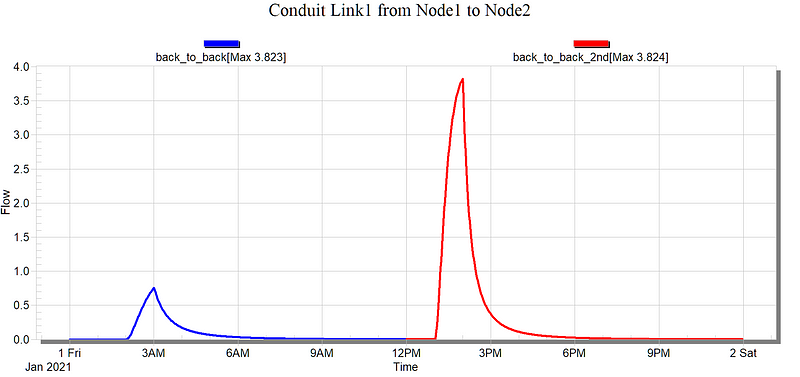 Conduit Link1 from Node1 to Node2
back_to_back[Max 3.823]
back_to_back_2nd[Max 3.824]
4.0
3.5
3.0
2.5
2.0
1.5
1.0
0.5
0.0
Flow
1 Fri 3AM 6AM 9AM 12PM 3PM 6PM 9PM 2 Sat
Jan 2021
Time